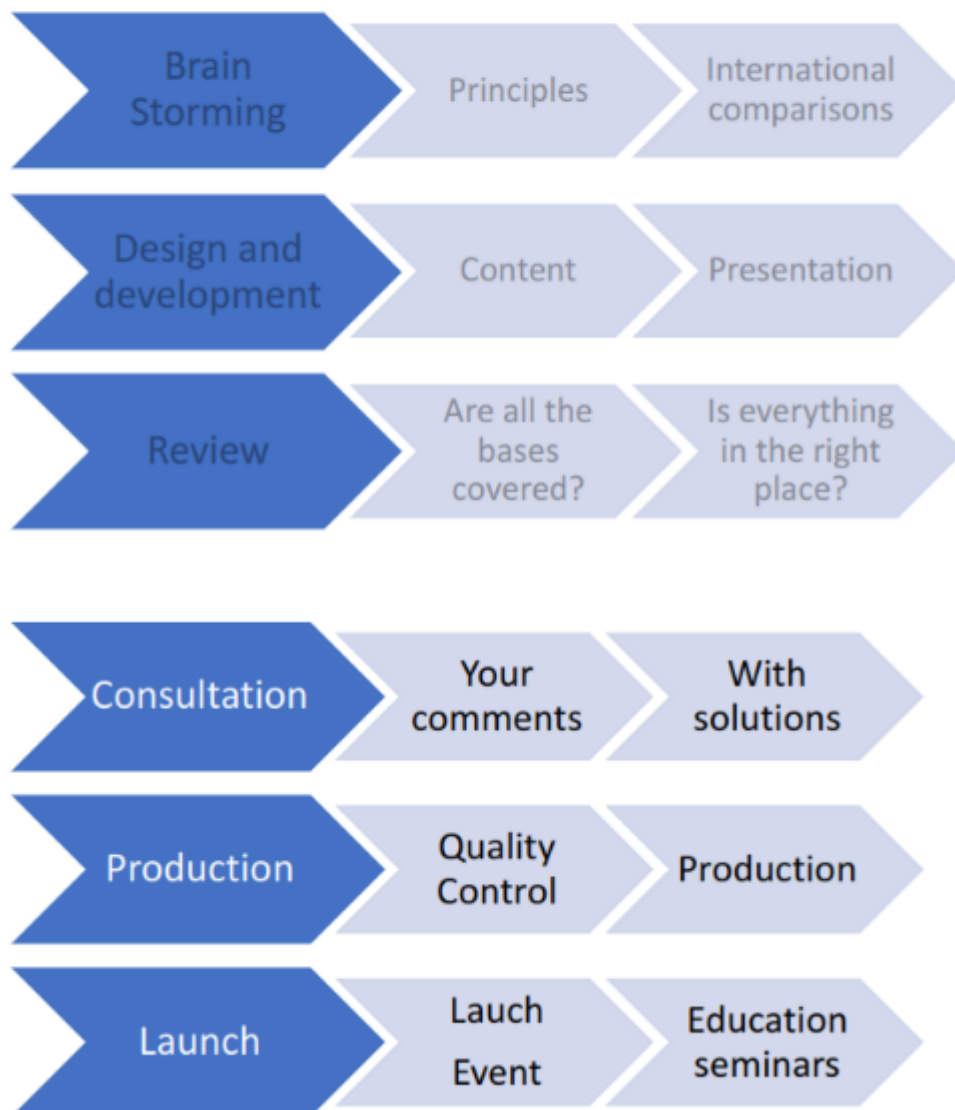 Brain
Storming
Principles
International
comparisons
Design and
development
Content
Presentation
Review
Are all the
bases
covered?
Is everything
in the right
place?
Consultation
Your
comments
With
solutions
Production
Quality
Control
Production
Launch
Lauch
Event
Education
seminars